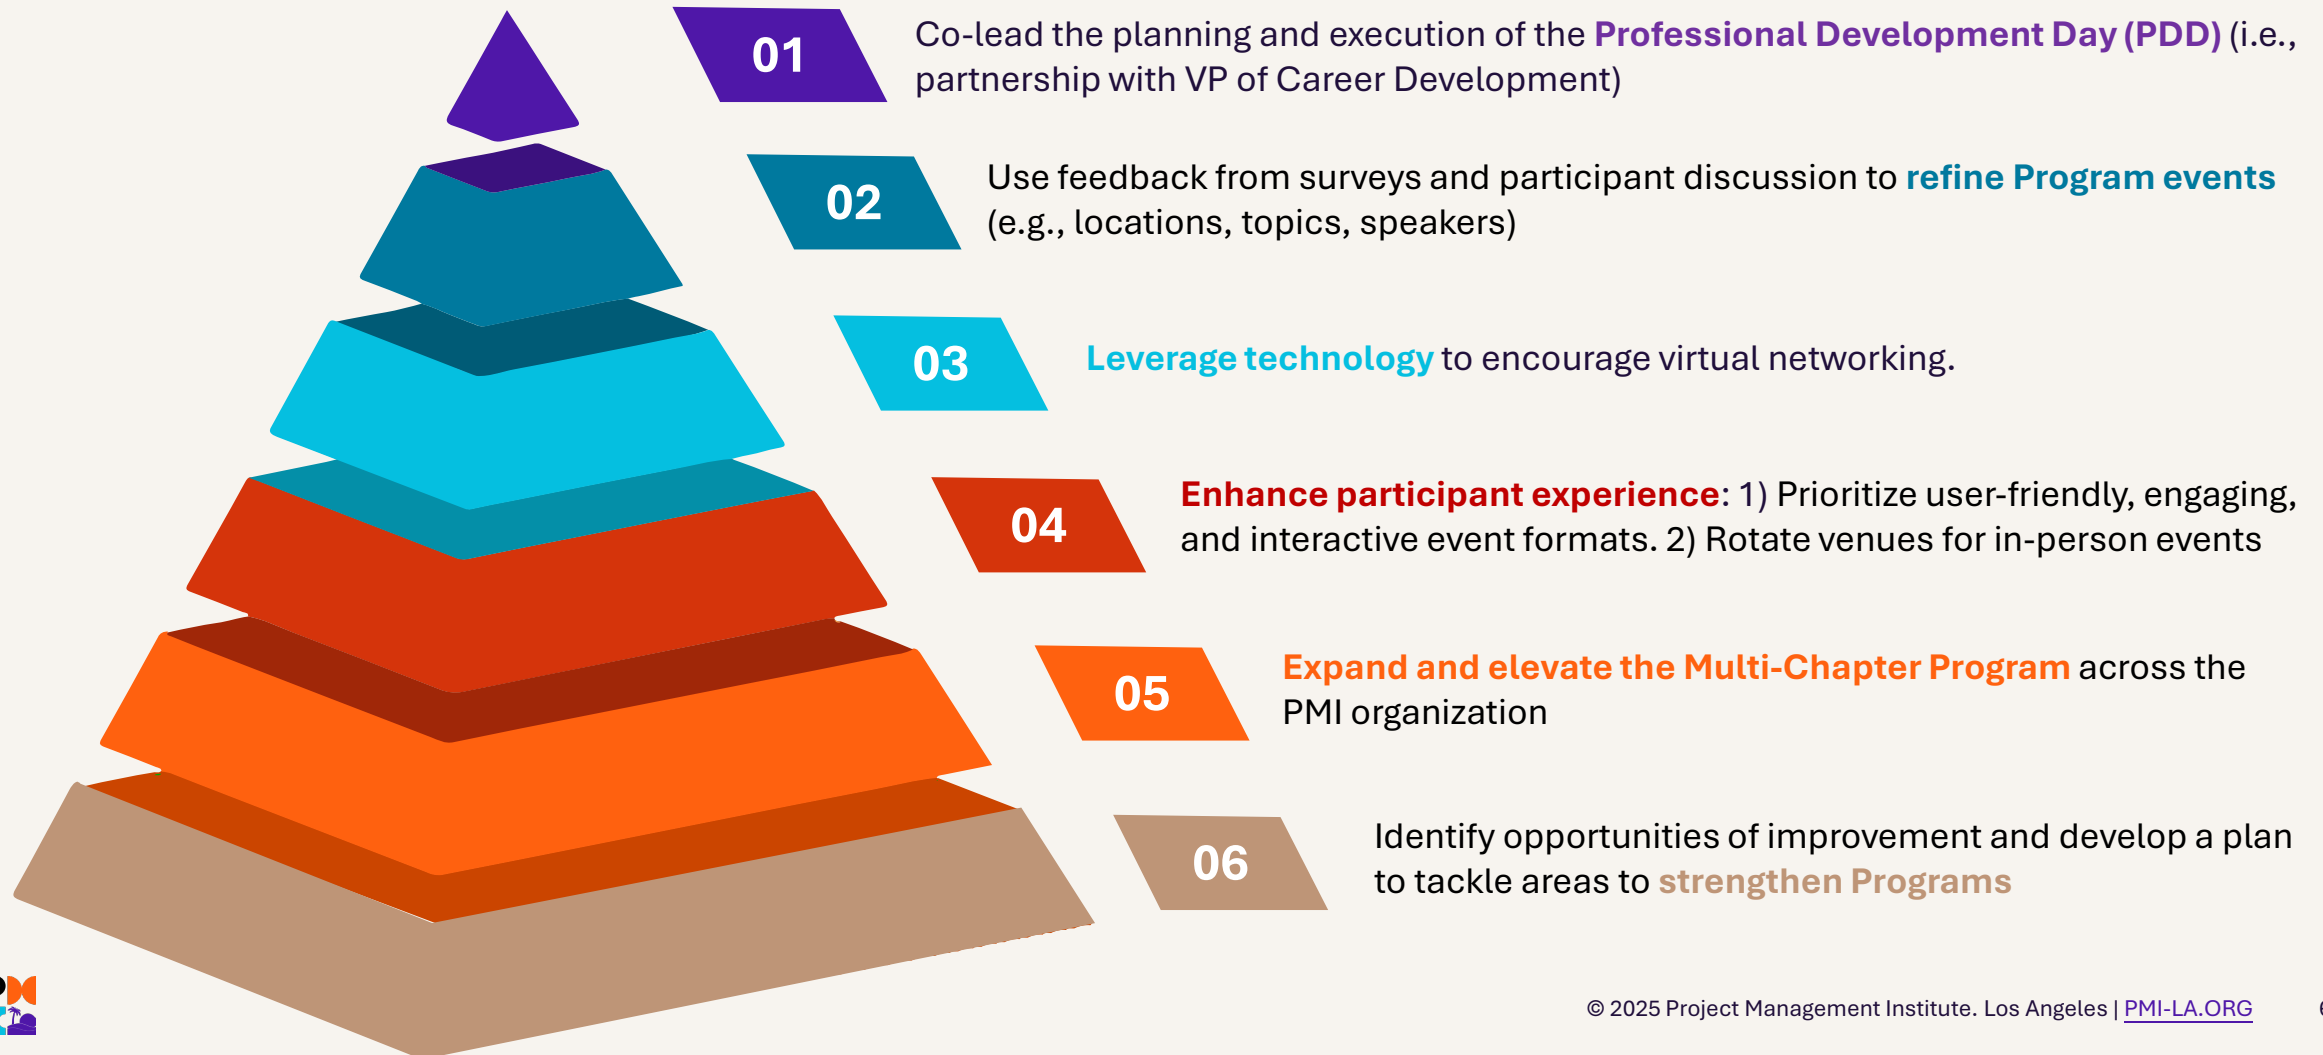 01
Co-lead the planning and execution of the Professional Development Day (PDD) (i.e.,
partnership with VP of Career Development)
02
Use feedback from surveys and participant discussion to refine Program events
(e.g., locations, topics, speakers)
03
Leverage technology to encourage virtual networking.
04
Enhance participant experience: 1) Prioritize user-friendly, engaging,
and interactive event formats. 2) Rotate venues for in-person events
05
Expand and elevate the Multi-Chapter Program across the
PMI organization
06
Identify opportunities of improvement and develop a plan
to tackle areas to strengthen Programs
© 2025 Project Management Institute. Los Angeles | PMI-LA.ORG